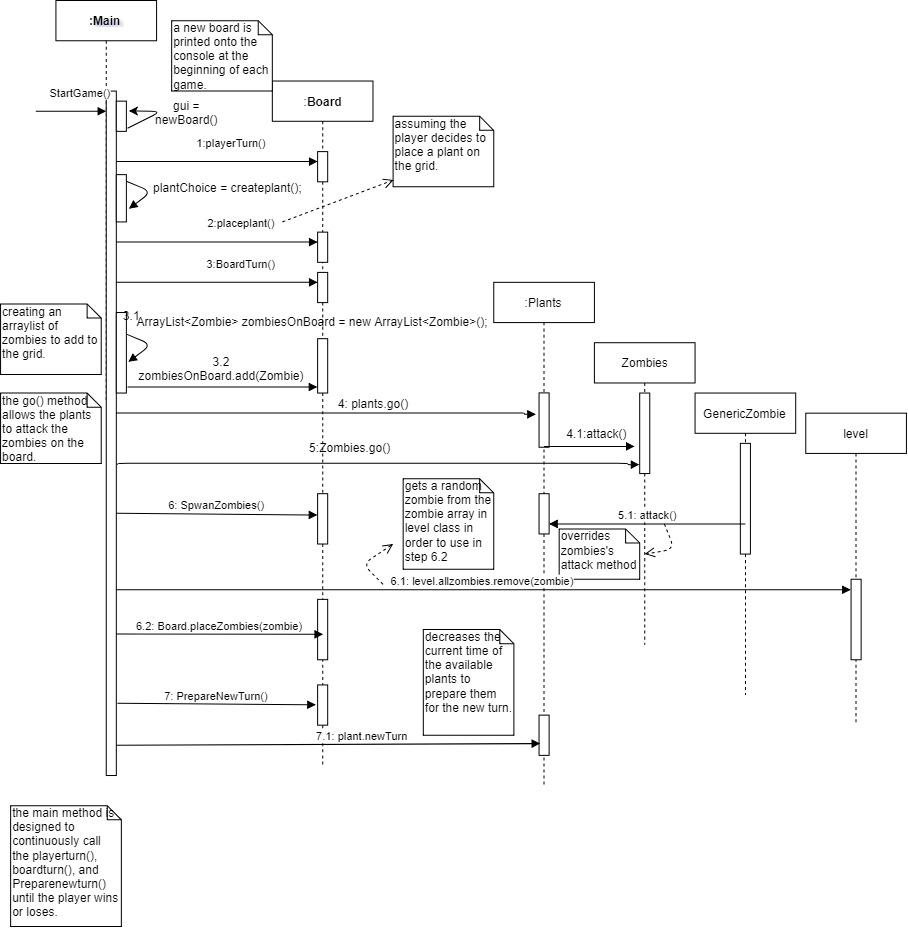 :Main
a new board is
printed onto the
console at the
beginning of each
game.
StartGame()
gui =
newBoard()
:Board
1:playerTurn()
assuming the
player decides to
place a plant on
the grid.
plantChoice = createplant();
2:placeplant()
3:BoardTurn()
:Plants
creating an
arraylist of
zombies to add to
the grid.
3.1
ArrayList<Zombie> zombiesOnBoard = new ArrayList<Zombie>();
Zombies
3.2
zombiesOnBoard.add(Zombie)
the go() method
allows the plants
to attack the
zombies on the
board.
4: plants.go()
GenericZombie
level
4.1:attack()
5:Zombies.go()
gets a random
zombie from the
zombie array in
level class in
order to use in
step 6.2
6: SpwanZombies()
5.1: attack()
overrides
zombies's
attack method
6.1: level.allzombies.remove(zombie)
6.2: Board.placeZombies(zombie)
decreases the
current time of
the available
plants to
prepare them
for the new turn.
7: PrepareNewTurn()
7.1: plant.newTurn
the main method is
designed to
continuously call
the playerturn(),
boardturn(), and
Preparenewturn()
until the player wins
or loses.